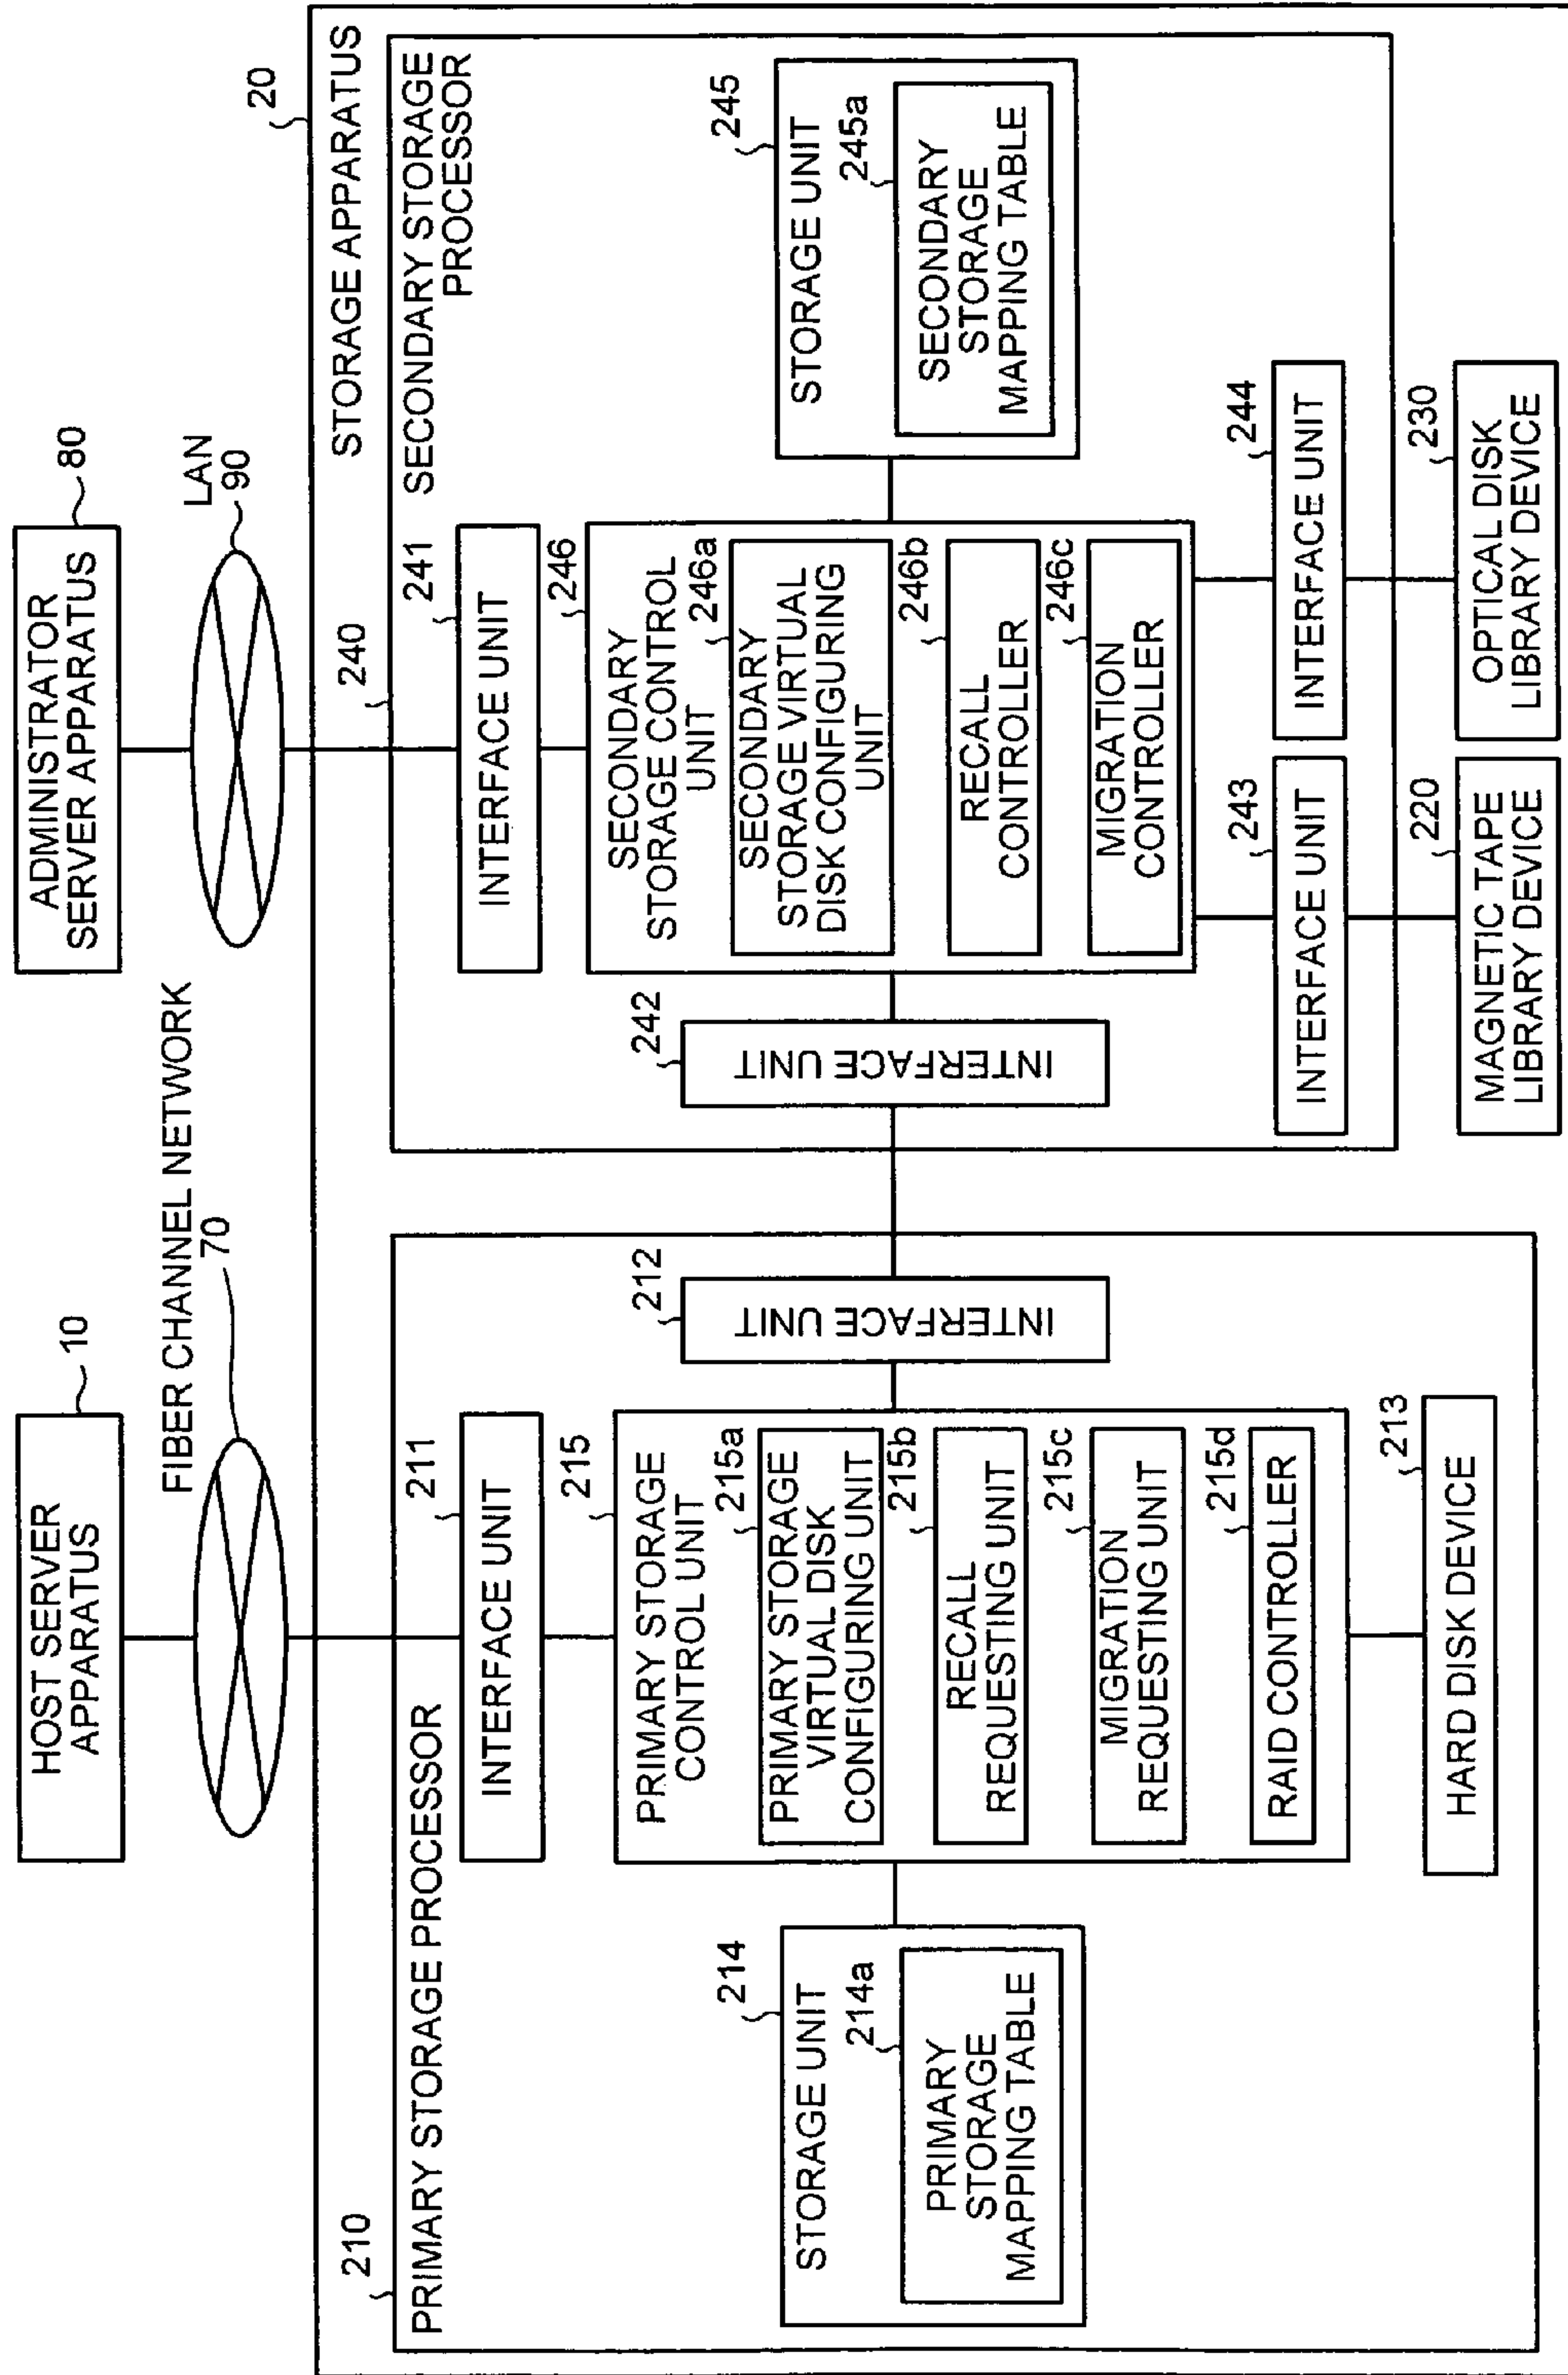 HOST SERVER
APPARATUS
10
FIBER CHANNEL NETWORK
70
ADMINISTRATOR
SERVER APPARATUS
80
LAN
90
20
STORAGE APPARATUS
210
PRIMARY STORAGE PROCESSOR
211
INTERFACE UNIT
215
PRIMARY STORAGE
CONTROL UNIT
215a
PRIMARY STORAGE
VIRTUAL DISK
CONFIGURING UNIT
215b
RECALL
REQUESTING UNIT
215c
MIGRATION
REQUESTING UNIT
215d
RAID CONTROLLER
213
HARD DISK DEVICE
214
STORAGE UNIT
214a
PRIMARY
STORAGE
MAPPING TABLE
212
INTERFACE UNIT
240
SECONDARY STORAGE
PROCESSOR
241
INTERFACE UNIT
242
INTERFACE UNIT
246
SECONDARY
STORAGE CONTROL
UNIT
246a
SECONDARY
STORAGE VIRTUAL
DISK CONFIGURING
UNIT
246b
RECALL
CONTROLLER
246c
MIGRATION
CONTROLLER
245
STORAGE UNIT
245a
SECONDARY
STORAGE
MAPPING TABLE
243
INTERFACE UNIT
244
INTERFACE UNIT
220
MAGNETIC TAPE
LIBRARY DEVICE
230
OPTICAL DISK
LIBRARY DEVICE